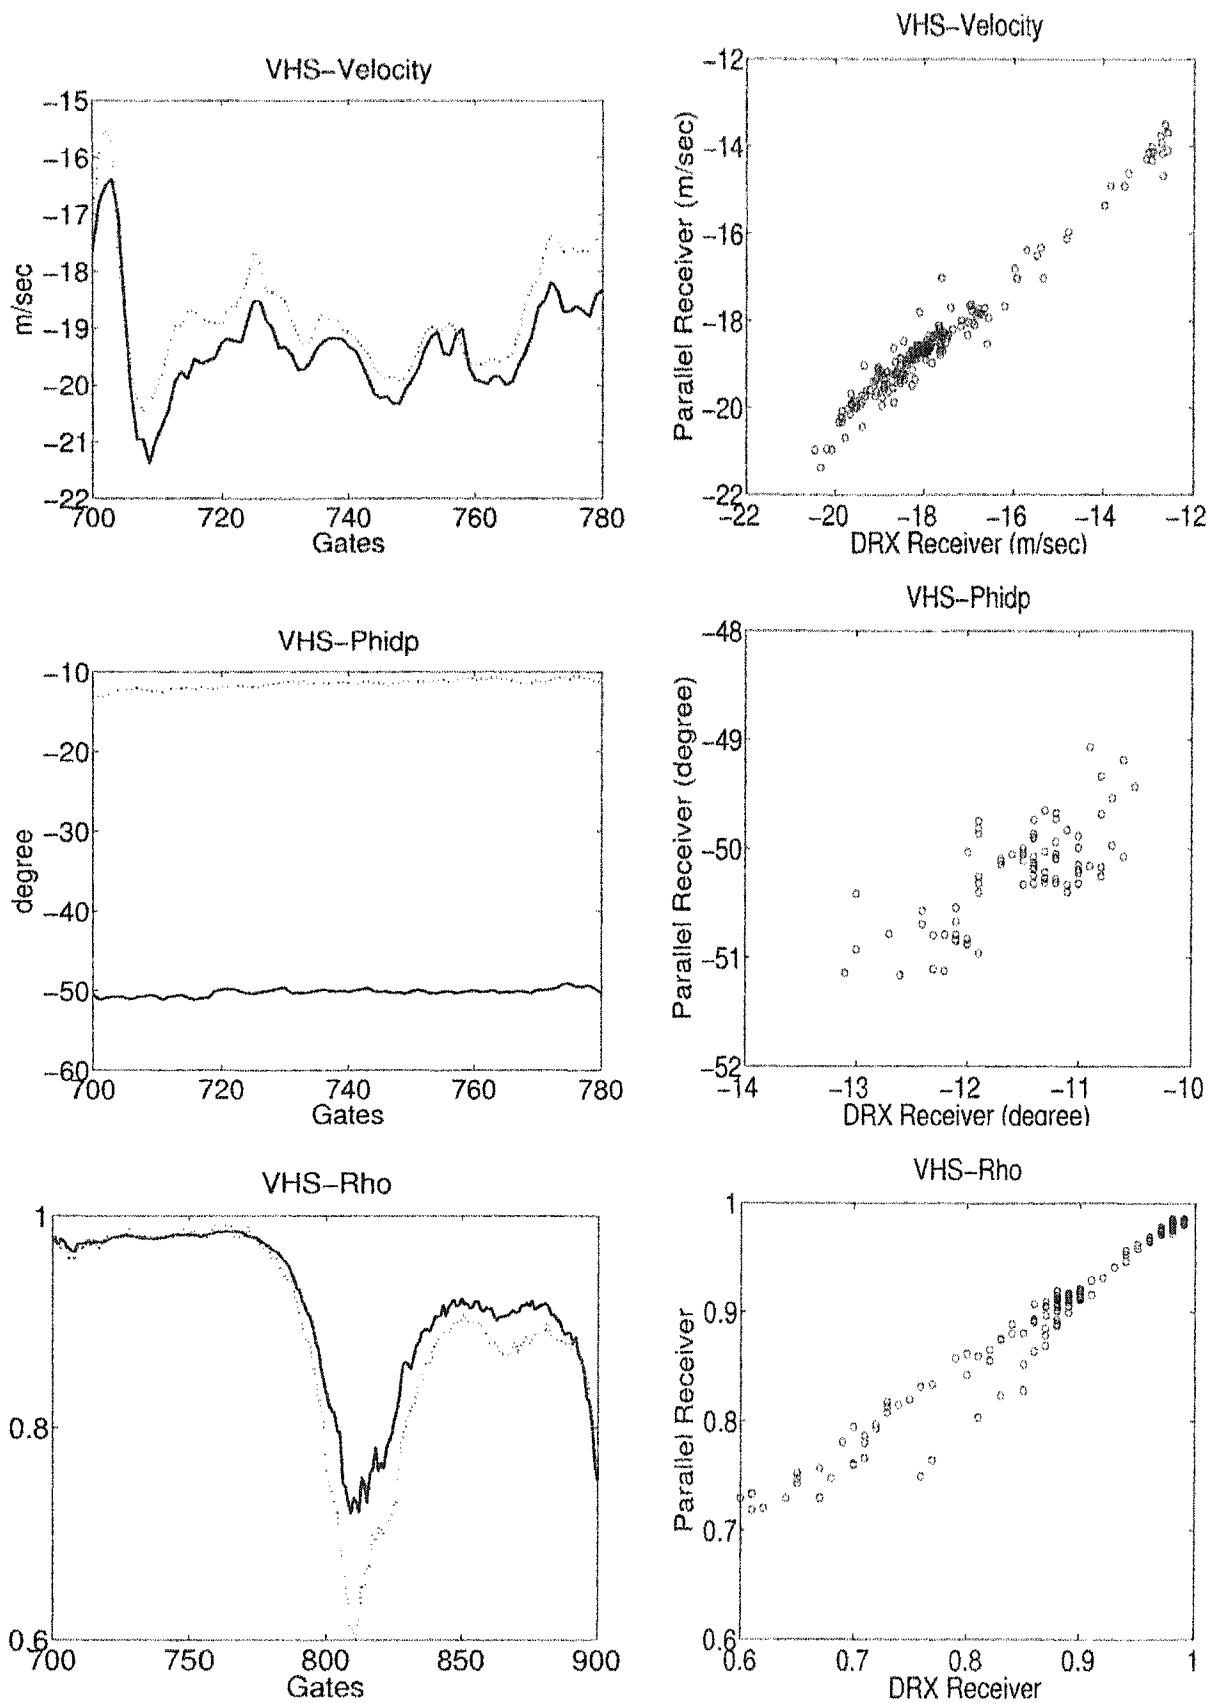 VHS-Velocity
-15
-16
-17
-18
-19
-20
-21
-22
m/sec
700 720 740 760 780
Gates
VHS-Velocity
-12
-14
-16
-18
-20
-22
Parallel Receiver (m/sec)
-22 -20 -18 -16 -14 -12
DRX Receiver (m/sec)
VHS-Phidp
-10
-20
-30
-40
-50
-60
degree
700 720 740 760 780
Gates
VHS-Phidp
-48
-49
-50
-51
-52
Parallel Receiver (degree)
-14 -13 -12 -11 -10
DRX Receiver (degree)
VHS-Rho
1
0.8
0.6
700 750 800 850 900
Gates
VHS-Rho
1
0.9
0.8
0.7
0.6
Parallel Receiver
0.6 0.7 0.8 0.9 1
DRX Receiver